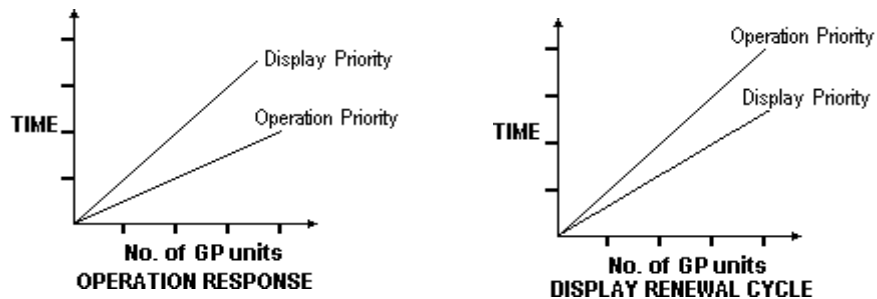 Display Priority
Operation Priority
TIME
No. of GP units
OPERATION RESPONSE
Operation Priority
Display Priority
TIME
No. of GP units
DISPLAY RENEWAL CYCLE